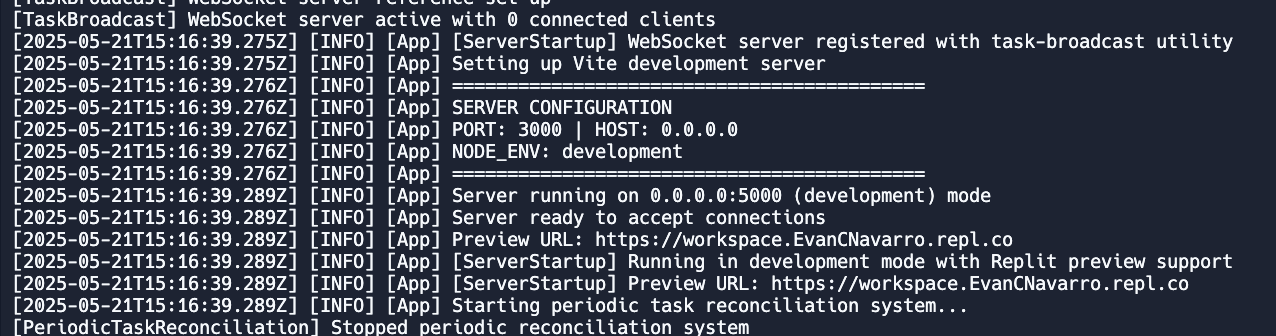 [TaskBroadcast] WebSocket server reference set up
[TaskBroadcast] WebSocket server active with 0 connected clients
[2025-05-21T15:16:39.275Z] [INFO] [App] [ServerStartup] WebSocket server registered with task-broadcast utility
[2025-05-21T15:16:39.275Z] [INFO] [App] Setting up Vite development server
[2025-05-21T15:16:39.276Z] [INFO] [App] ===========================================
[2025-05-21T15:16:39.276Z] [INFO] [App] SERVER CONFIGURATION
[2025-05-21T15:16:39.276Z] [INFO] [App] PORT: 3000 | HOST: 0.0.0.0
[2025-05-21T15:16:39.276Z] [INFO] [App] NODE_ENV: development
[2025-05-21T15:16:39.276Z] [INFO] [App] ===========================================
[2025-05-21T15:16:39.289Z] [INFO] [App] Server running on 0.0.0.0:5000 (development) mode
[2025-05-21T15:16:39.289Z] [INFO] [App] Server ready to accept connections
[2025-05-21T15:16:39.289Z] [INFO] [App] Preview URL: https://workspace.EvanCNavarro.repl.co
[2025-05-21T15:16:39.289Z] [INFO] [App] [ServerStartup] Running in development mode with Replit preview support
[2025-05-21T15:16:39.289Z] [INFO] [App] [ServerStartup] Preview URL: https://workspace.EvanCNavarro.repl.co
[2025-05-21T15:16:39.289Z] [INFO] [App] Starting periodic task reconciliation system...
[PeriodicTaskReconciliation] Stopped periodic reconciliation system